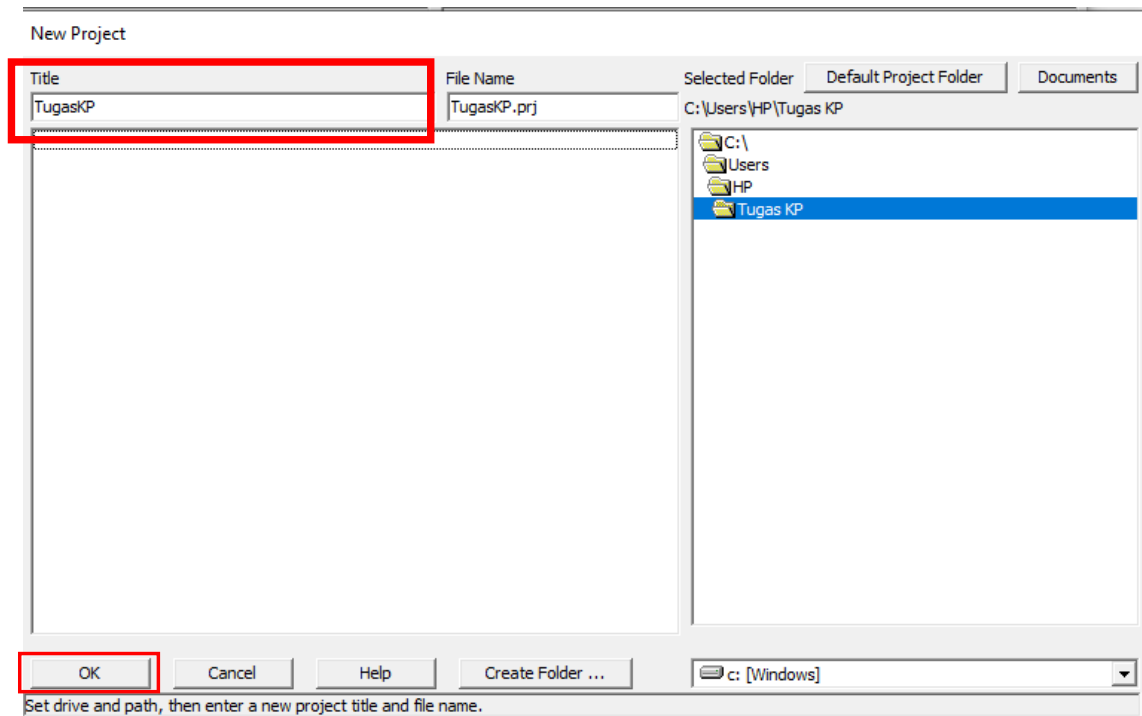 New Project
Title
File Name
Selected Folder
Default Project Folder
Documents
TugasKP
TugasKP.prj
C:\Users\HP\Tugas KP
C:\
Users
HP
Tugas KP
OK
Cancel
Help
Create Folder ...
c: [Windows]
Set drive and path, then enter a new project title and file name.